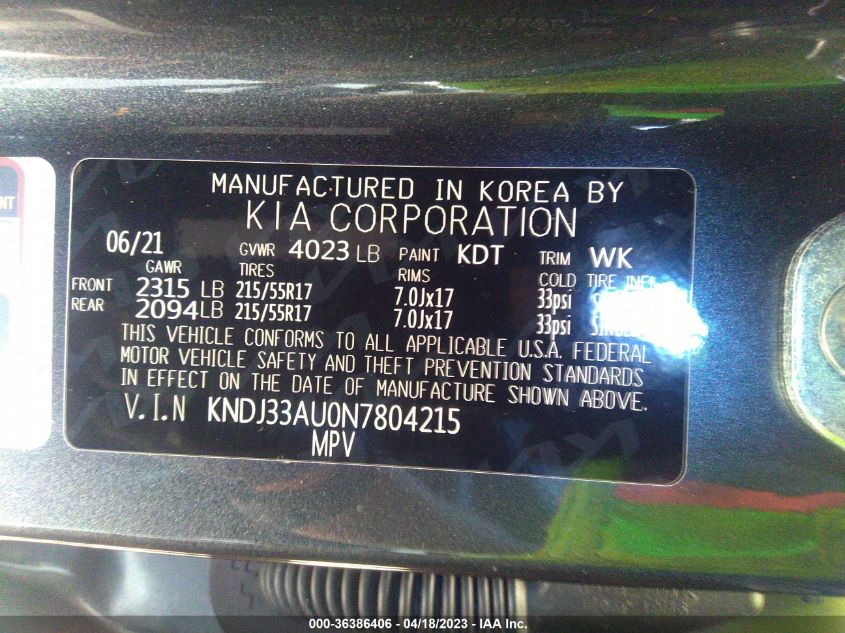 ENT
MANUFACTURED IN KOREA BY
KIA CORPORATION
06/21 GVWR 4023 LB PAINT KDT TRIM WK
GAWR TIRES RIMS COLD TIRE
FRONT 2315 LB 215/55R17 7.0Jx17 33psi
REAR 2094 LB 215/55R17 7.0Jx17 33psi
THIS VEHICLE CONFORMS TO ALL APPLICABLE U.S.A. FEDERAL
MOTOR VEHICLE SAFETY AND THEFT PREVENTION STANDARDS
IN EFFECT ON THE DATE OF MANUFACTURE SHOWN ABOVE.
V.I.N KNDJ33AU0N7804215
MPV
000-36386406 - 04/18/2023 - IAA Inc.